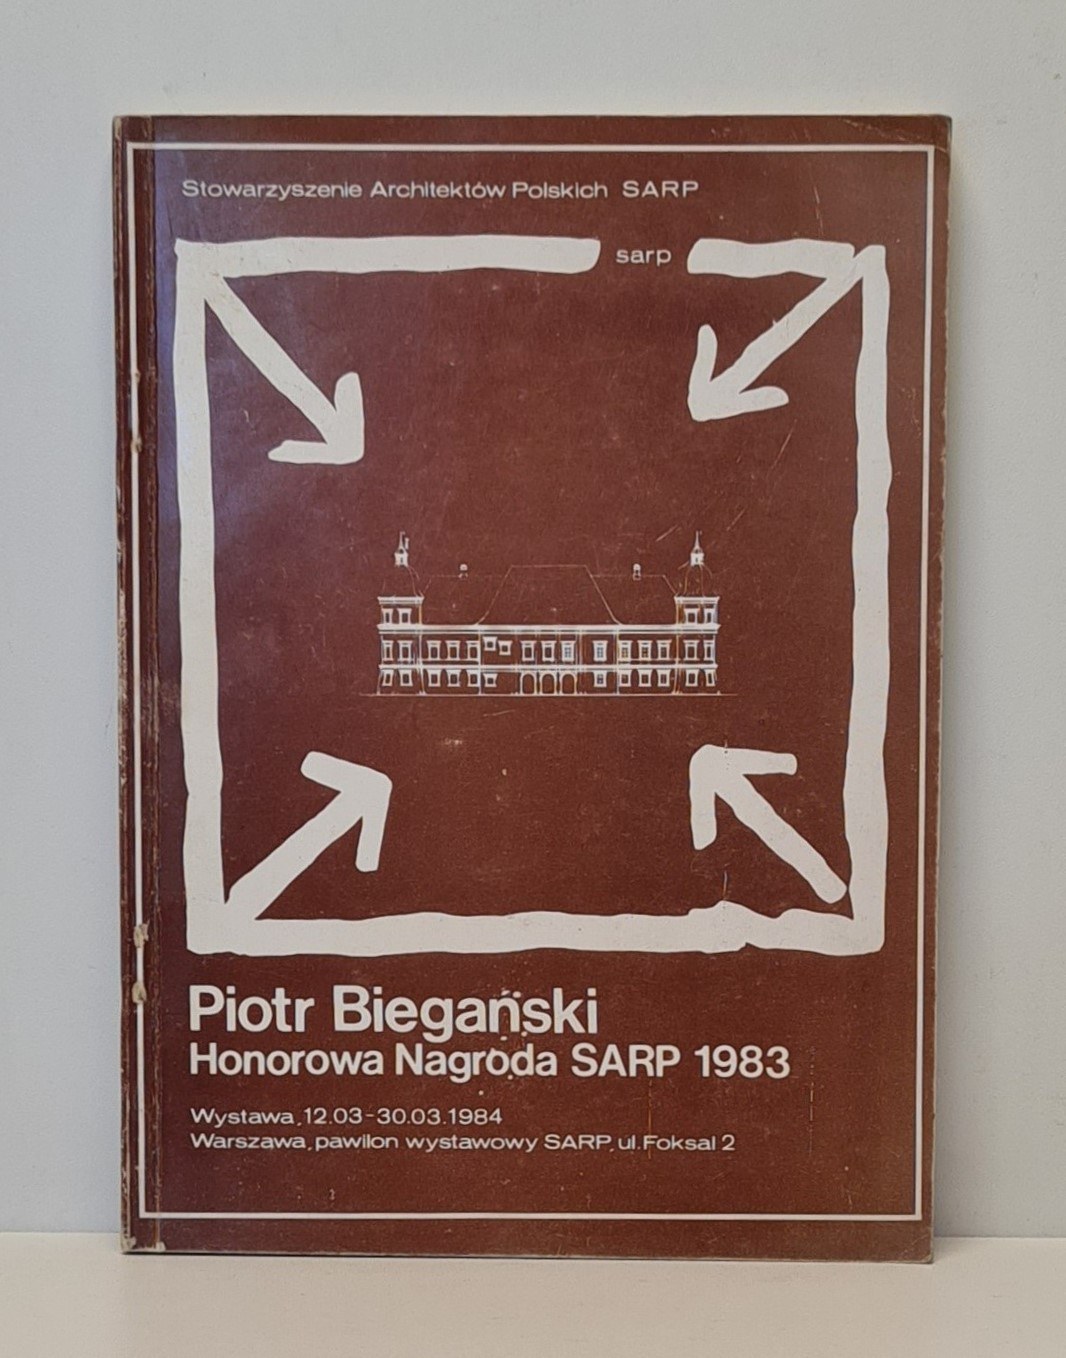 Stowarzyszenie Architektów Polskich SARP
sarp
Piotr Biegański
Honorowa Nagroda SARP 1983
Wystawa, 12.03-30.03.1984
Warszawa, pawilon wystawowy SARP, ul. Foksal 2